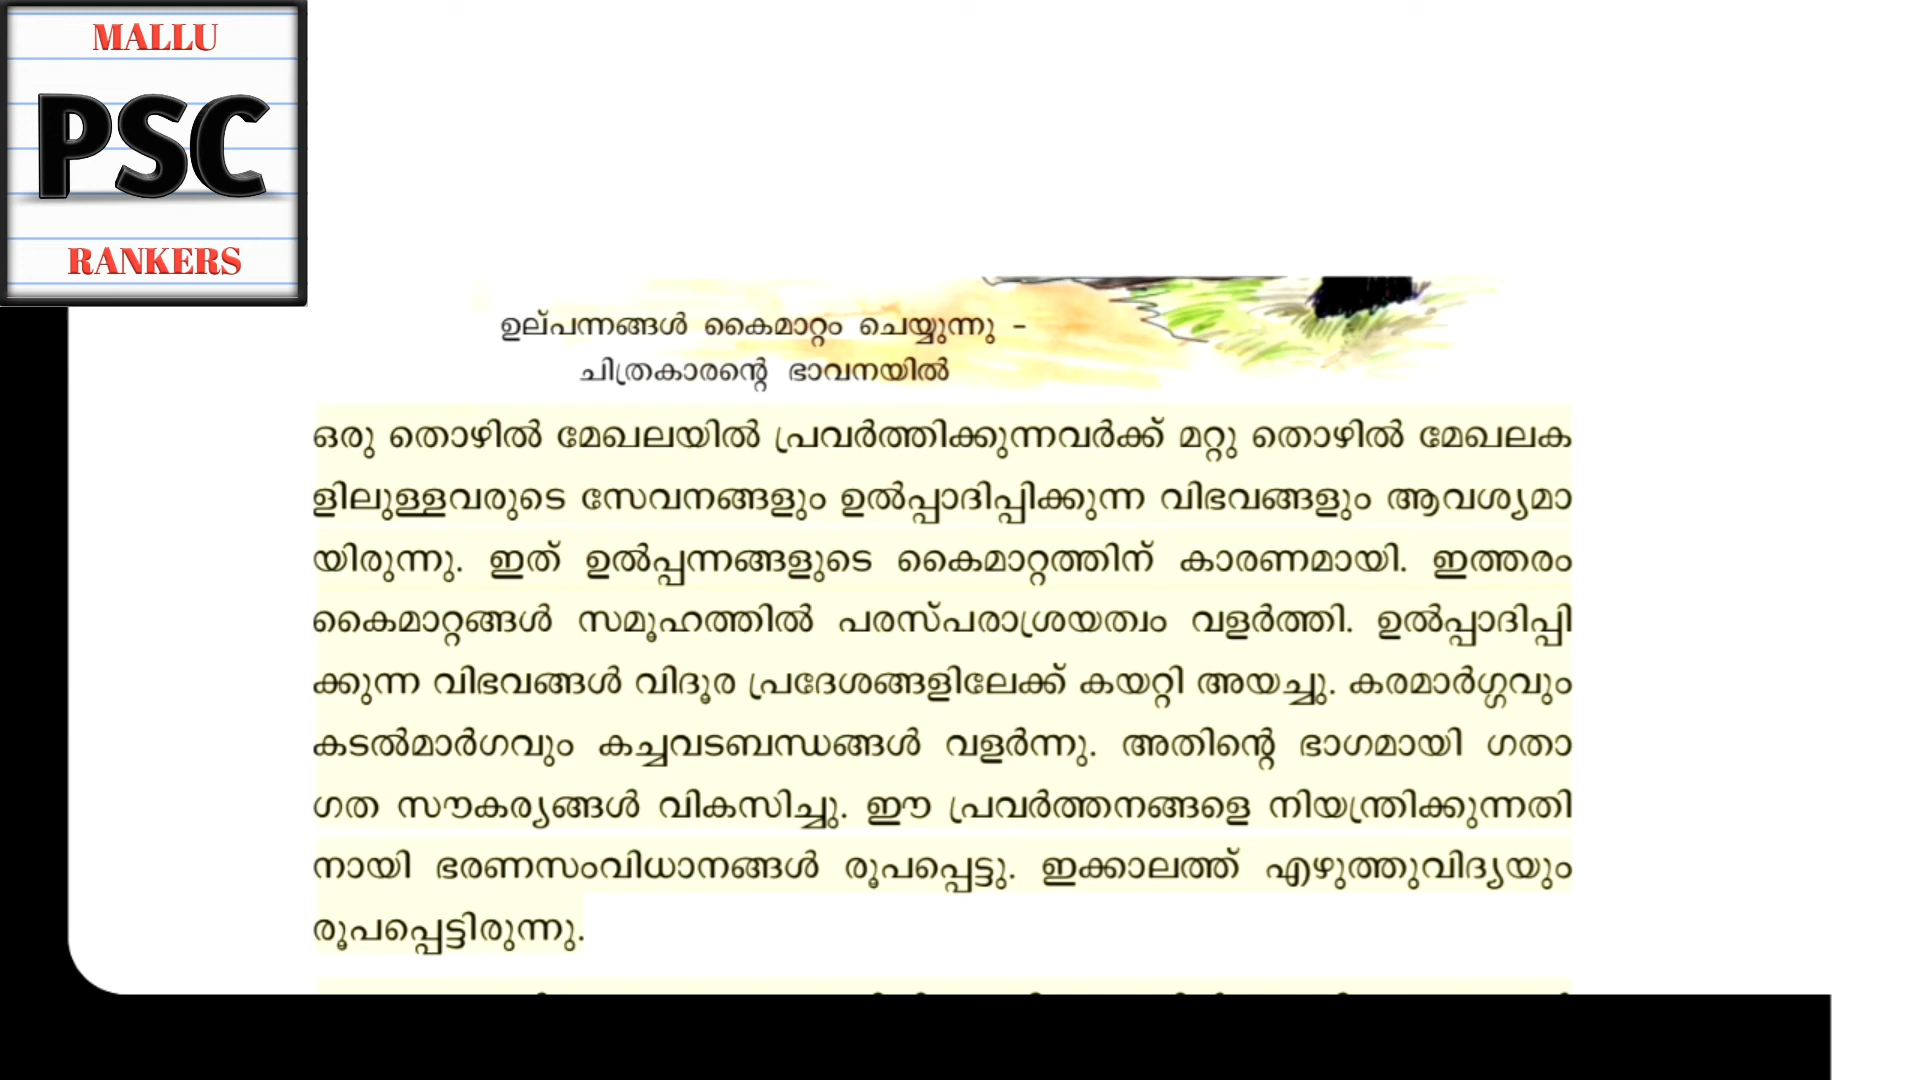 MALLU
PSC
RANKERS
ഉല്പന്നങ്ങൾ കൈമാറ്റം ചെയ്യുന്നു -
ചിത്രകാരന്റെ ഭാവനയിൽ
ഒരു തൊഴിൽ മേഖലയിൽ പ്രവർത്തിക്കുന്നവർക്ക് മറ്റു തൊഴിൽ മേഖലക
ളിലുള്ളവരുടെ സേവനങ്ങളും ഉൽപ്പാദിപ്പിക്കുന്ന വിഭവങ്ങളും ആവശ്യമാ
യിരുന്നു. ഇത് ഉൽപ്പന്നങ്ങളുടെ കൈമാറ്റത്തിന് കാരണമായി. ഇത്തരം
കൈമാറ്റങ്ങൾ സമൂഹത്തിൽ പരസ്പരാശ്രയത്വം വളർത്തി. ഉൽപ്പാദിപ്പി
ക്കുന്ന വിഭവങ്ങൾ വിദൂര പ്രദേശങ്ങളിലേക്ക് കയറ്റി അയച്ചു. കരമാർഗ്ഗവും
കടൽമാർഗവും കച്ചവടബന്ധങ്ങൾ വളർന്നു. അതിന്റെ ഭാഗമായി ഗതാ
ഗത സൗകര്യങ്ങൾ വികസിച്ചു. ഈ പ്രവർത്തനങ്ങളെ നിയന്ത്രിക്കുന്നതി
നായി ഭരണസംവിധാനങ്ങൾ രൂപപ്പെട്ടു. ഇക്കാലത്ത് എഴുത്തുവിദ്യയും
രൂപപ്പെട്ടിരുന്നു.